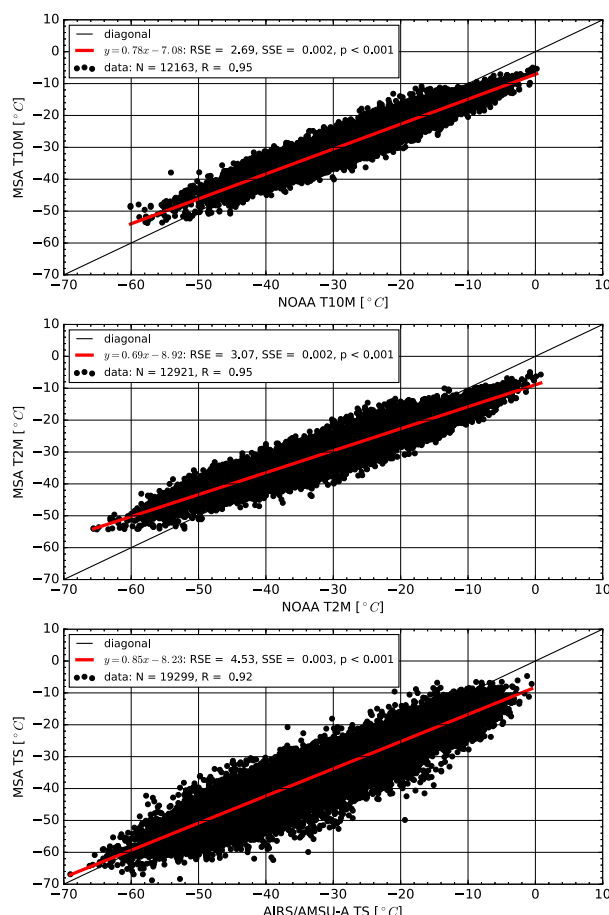 10
0
−10
−20
−30
−40
−50
−60
−70
MSA T10M [°C]
diagonal
y=0.78x−7.08: RSE = 2.69, SSE = 0.002, p < 0.001
data: N = 12163, R = 0.95
−70 −60 −50 −40 −30 −20 −10 0 10
NOAA T10M [°C]
10
0
−10
−20
−30
−40
−50
−60
−70
MSA T2M [°C]
diagonal
y=0.69x−8.92: RSE = 3.07, SSE = 0.002, p < 0.001
data: N = 12921, R = 0.95
−70 −60 −50 −40 −30 −20 −10 0 10
NOAA T2M [°C]
10
0
−10
−20
−30
−40
−50
−60
−70
MSA TS [°C]
diagonal
y=0.85x−8.23: RSE = 4.53, SSE = 0.003, p < 0.001
data: N = 19299, R = 0.92
−70 −60 −50 −40 −30 −20 −10 0 10
AIRS/AMSU-A TS [°C]